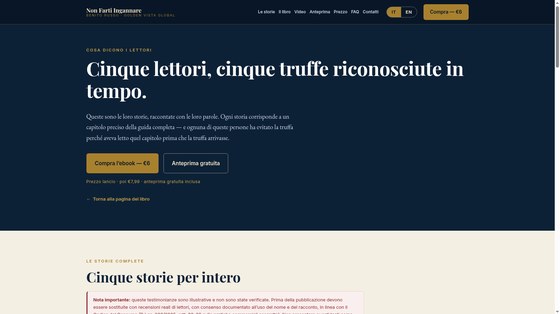 Non Farti Ingannare
BENITO RUSSO · GOLDEN VISTA GLOBAL
Le storie Il libro Video Anteprima Prezzo FAQ Contatti IT EN Compra — €6
COSA DICONO I LETTORI
Cinque lettori, cinque truffe riconosciute in
tempo.
Queste sono le loro storie, raccontate con le loro parole. Ogni storia corrisponde a un
capitolo preciso della guida completa — e ognuna di queste persone ha evitato la truffa
perché aveva letto quel capitolo prima che la truffa arrivasse.
Compra l'ebook — €6 Anteprima gratuita
Prezzo lancio · poi €7,99 · anteprima gratuita inclusa
← Torna alla pagina del libro
LE STORIE COMPLETE
Cinque storie per intero
Nota importante: queste testimonianze sono illustrative e non sono state verificate. Prima della pubblicazione devono
essere sostituite con recensioni reali di lettori, con consenso documentato all'uso del nome e del racconto, in linea con il